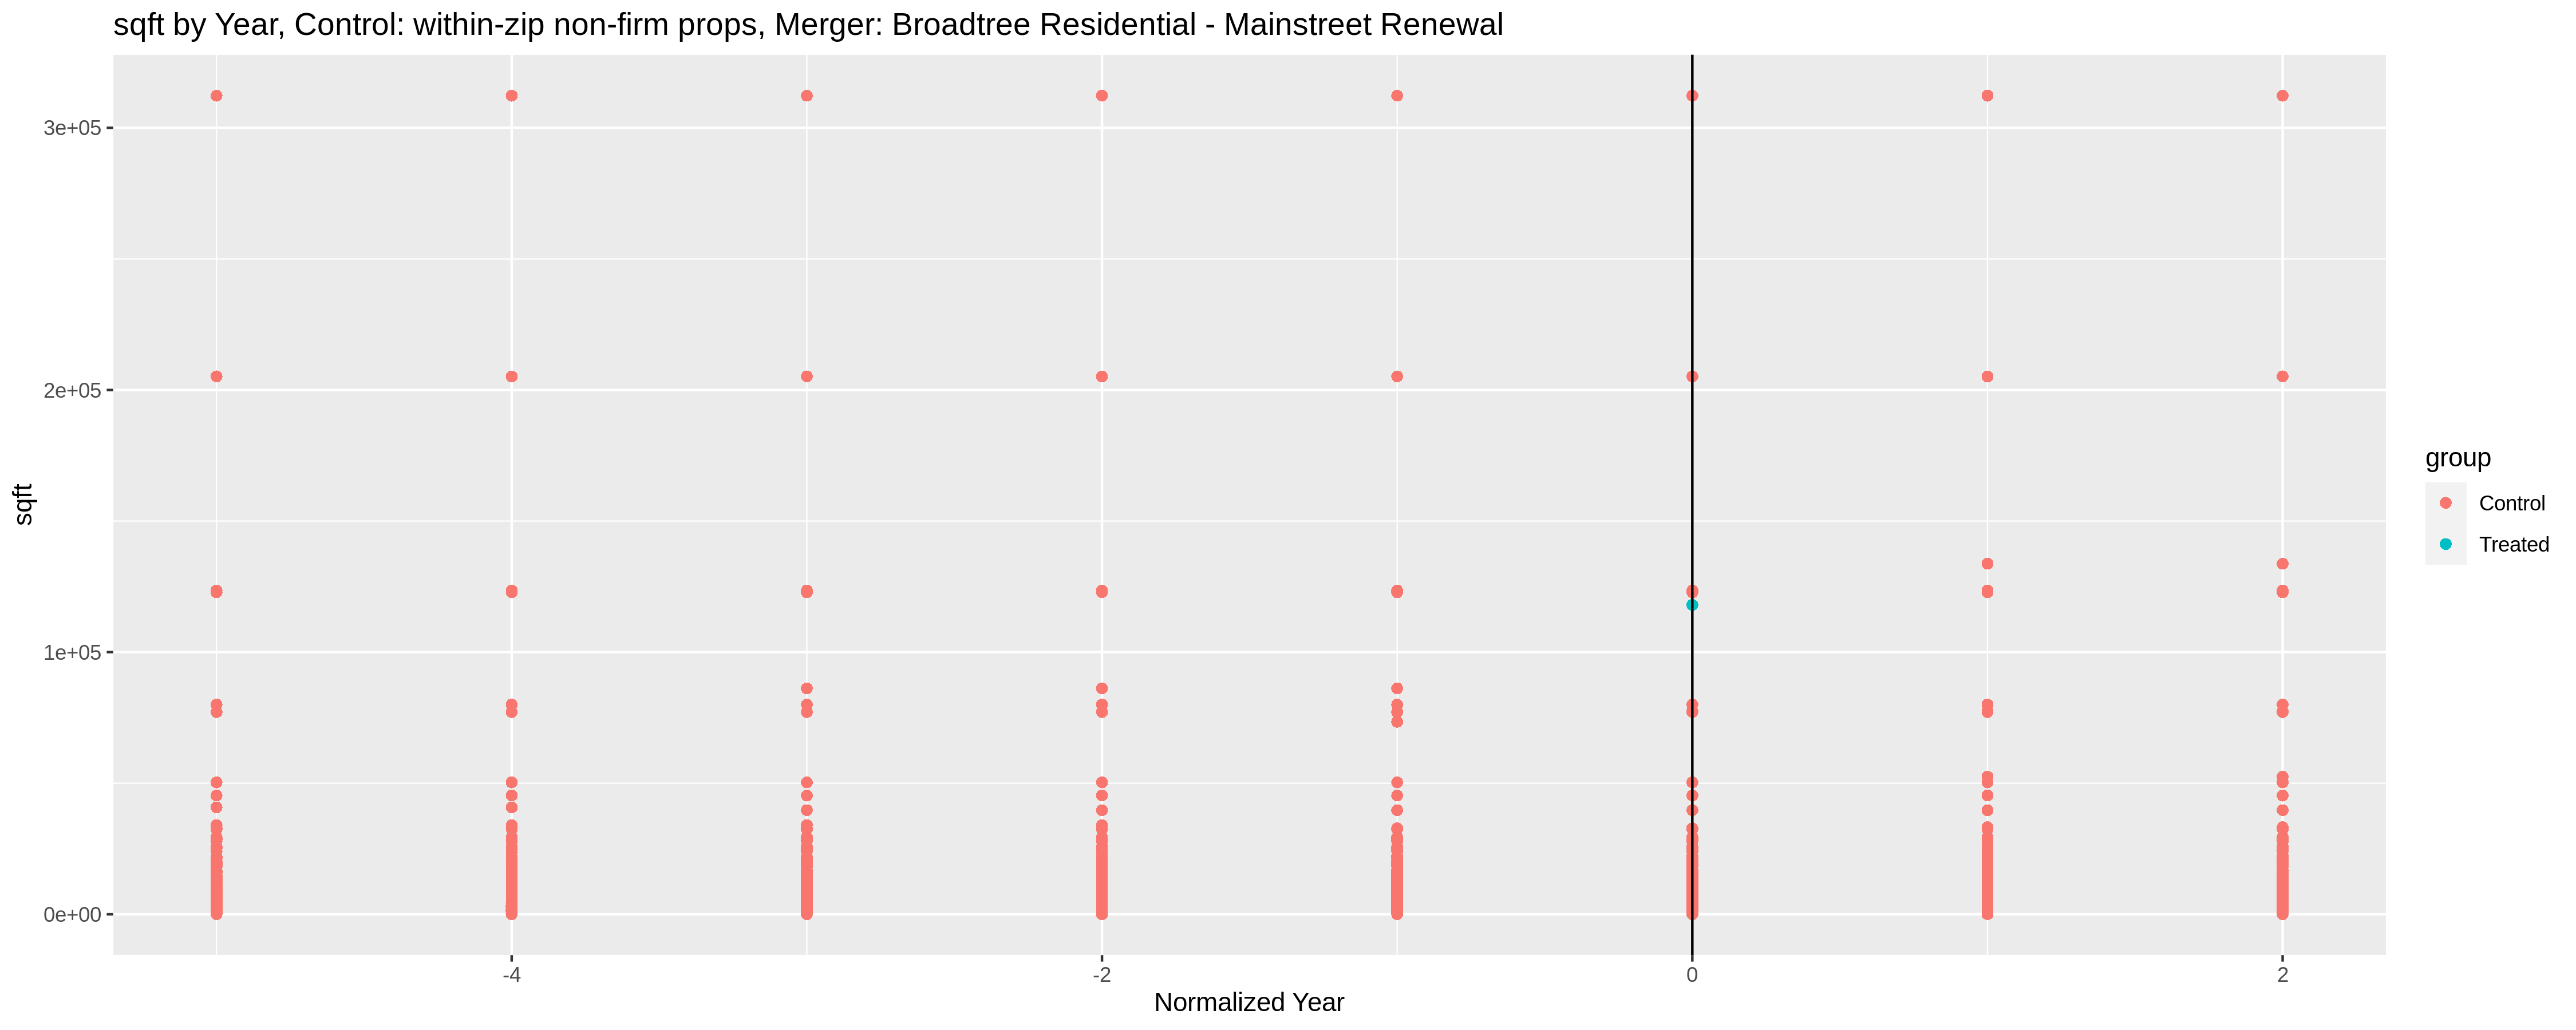 sqft by Year, Control: within-zip non-firm props, Merger: Broadtree Residential - Mainstreet Renewal
3e+05
2e+05
1e+05
0e+00
sqft
-4
-2
0
2
Normalized Year
group
Control
Treated